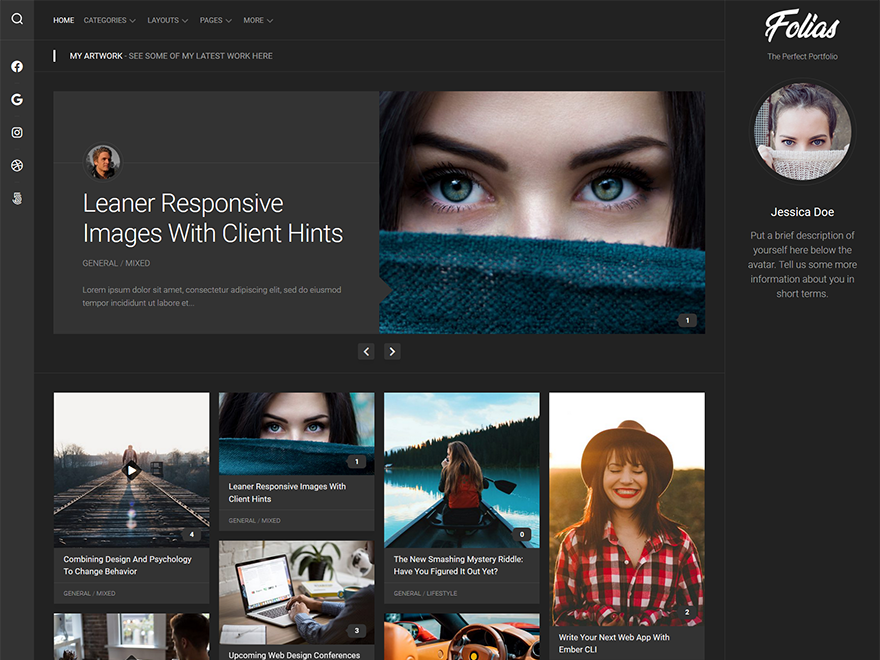 HOME CATEGORIES LAYOUTS PAGES MORE
MY ARTWORK - SEE SOME OF MY LATEST WORK HERE
Leaner Responsive
Images With Client Hints
GENERAL / MIXED
Lorem ipsum dolor sit amet, consectetur adipiscing elit, sed do eiusmod
tempor incididunt ut labore et...
1
4
Combining Design And Psychology
To Change Behavior
GENERAL / MIXED
1
Leaner Responsive Images With
Client Hints
GENERAL / MIXED
3
Upcoming Web Design Conferences
0
The New Smashing Mystery Riddle:
Have You Figured It Out Yet?
GENERAL / LIFESTYLE
2
Write Your Next Web App With
Ember CLI
Folias
The Perfect Portfolio
Jessica Doe
Put a brief description of
yourself here below the
avatar. Tell us some more
information about you in
short terms.